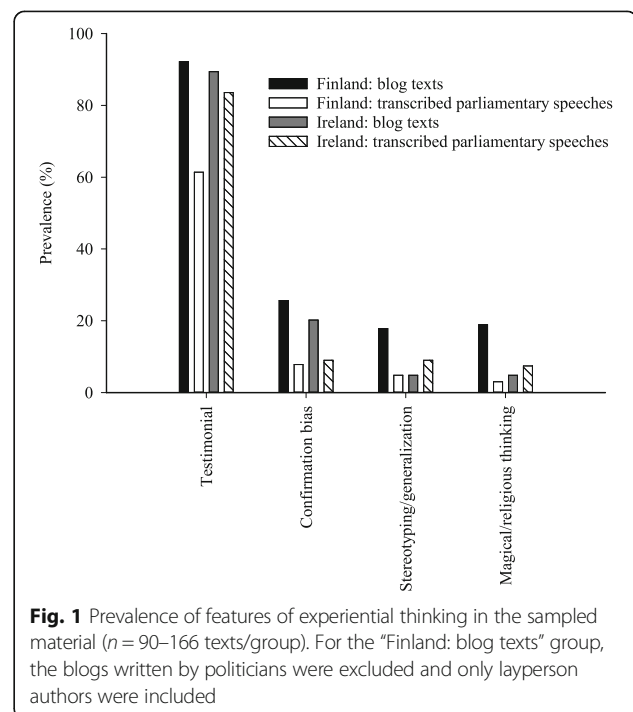 100
80
60
40
20
0
Prevalence (%)
Finland: blog texts
Finland: transcribed parliamentary speeches
Ireland: blog texts
Ireland: transcribed parliamentary speeches
Testimonial
Confirmation bias
Stereotyping/generalization
Magical/religious thinking
Fig. 1 Prevalence of features of experiential thinking in the sampled
material (n = 90–166 texts/group). For the “Finland: blog texts” group,
the blogs written by politicians were excluded and only layperson
authors were included